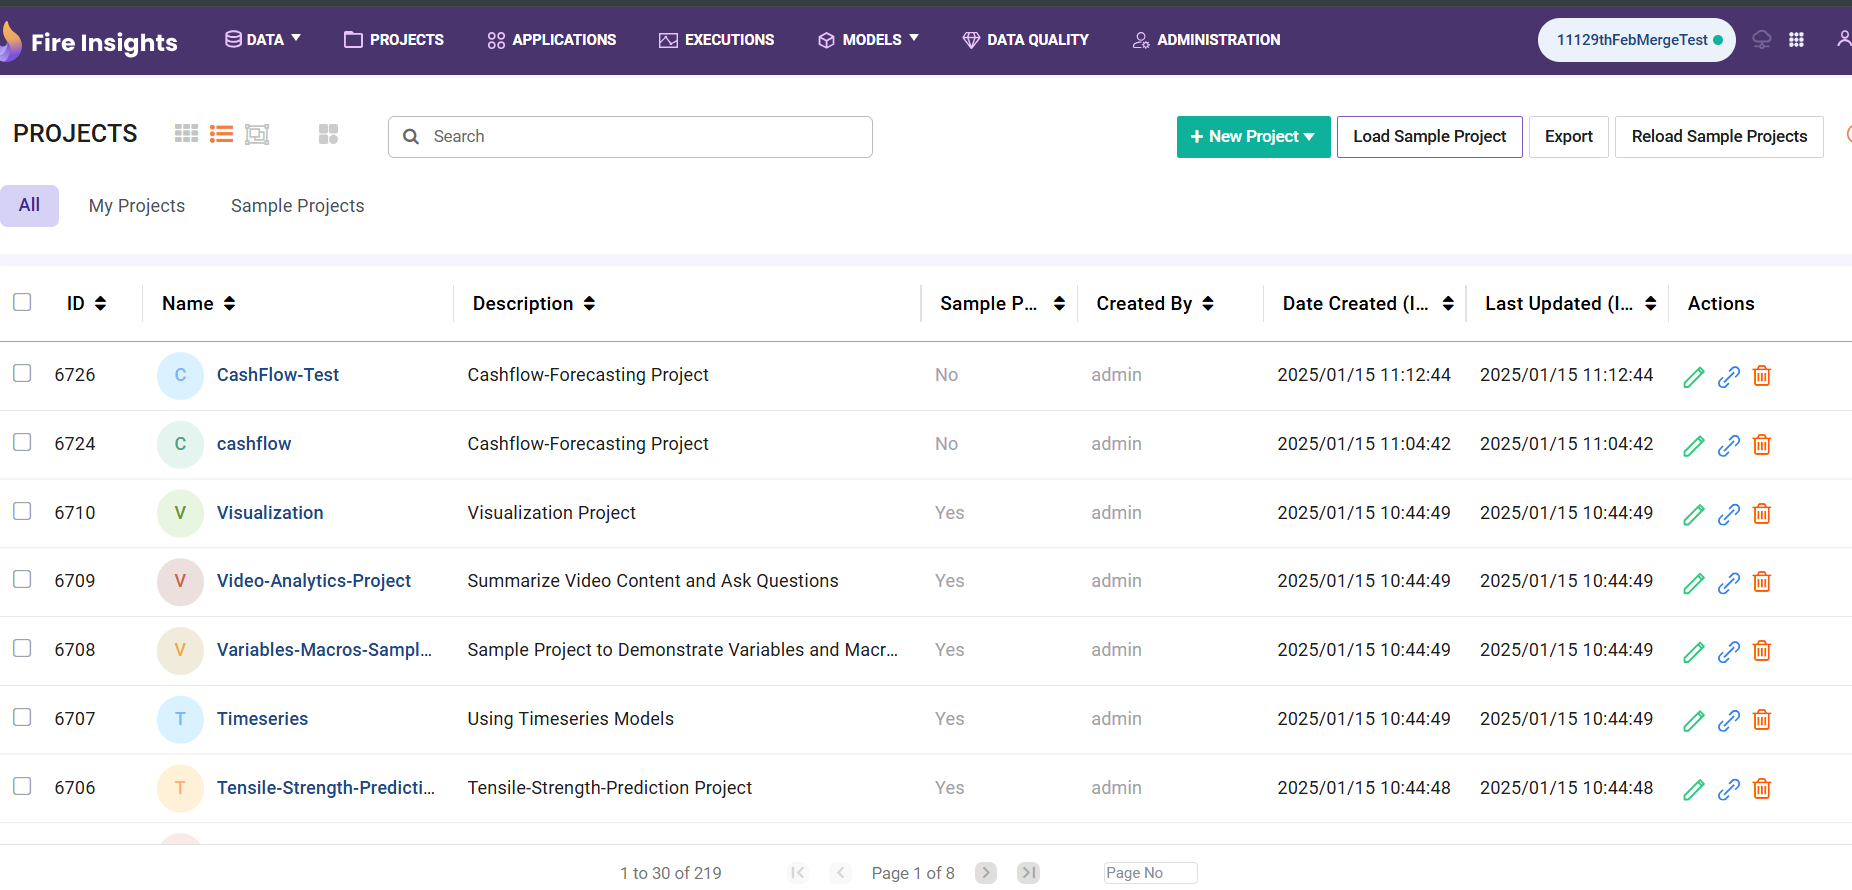 Fire Insights DATA PROJECTS APPLICATIONS EXECUTIONS MODELS DATA QUALITY ADMINISTRATION 11129thFebMergeTest
PROJECTS Search + New Project Load Sample Project Export Reload Sample Projects
All My Projects Sample Projects
ID Name Description Sample P... Created By Date Created (I... Last Updated (I... Actions
6726 C CashFlow-Test Cashflow-Forecasting Project No admin 2025/01/15 11:12:44 2025/01/15 11:12:44
6724 C cashflow Cashflow-Forecasting Project No admin 2025/01/15 11:04:42 2025/01/15 11:04:42
6710 V Visualization Visualization Project Yes admin 2025/01/15 10:44:49 2025/01/15 10:44:49
6709 V Video-Analytics-Project Summarize Video Content and Ask Questions Yes admin 2025/01/15 10:44:49 2025/01/15 10:44:49
6708 V Variables-Macros-Sampl... Sample Project to Demonstrate Variables and Macr... Yes admin 2025/01/15 10:44:49 2025/01/15 10:44:49
6707 T Timeseries Using Timeseries Models Yes admin 2025/01/15 10:44:49 2025/01/15 10:44:49
6706 T Tensile-Strength-Predicti... Tensile-Strength-Prediction Project Yes admin 2025/01/15 10:44:48 2025/01/15 10:44:48
1 to 30 of 219 Page 1 of 8 Page No